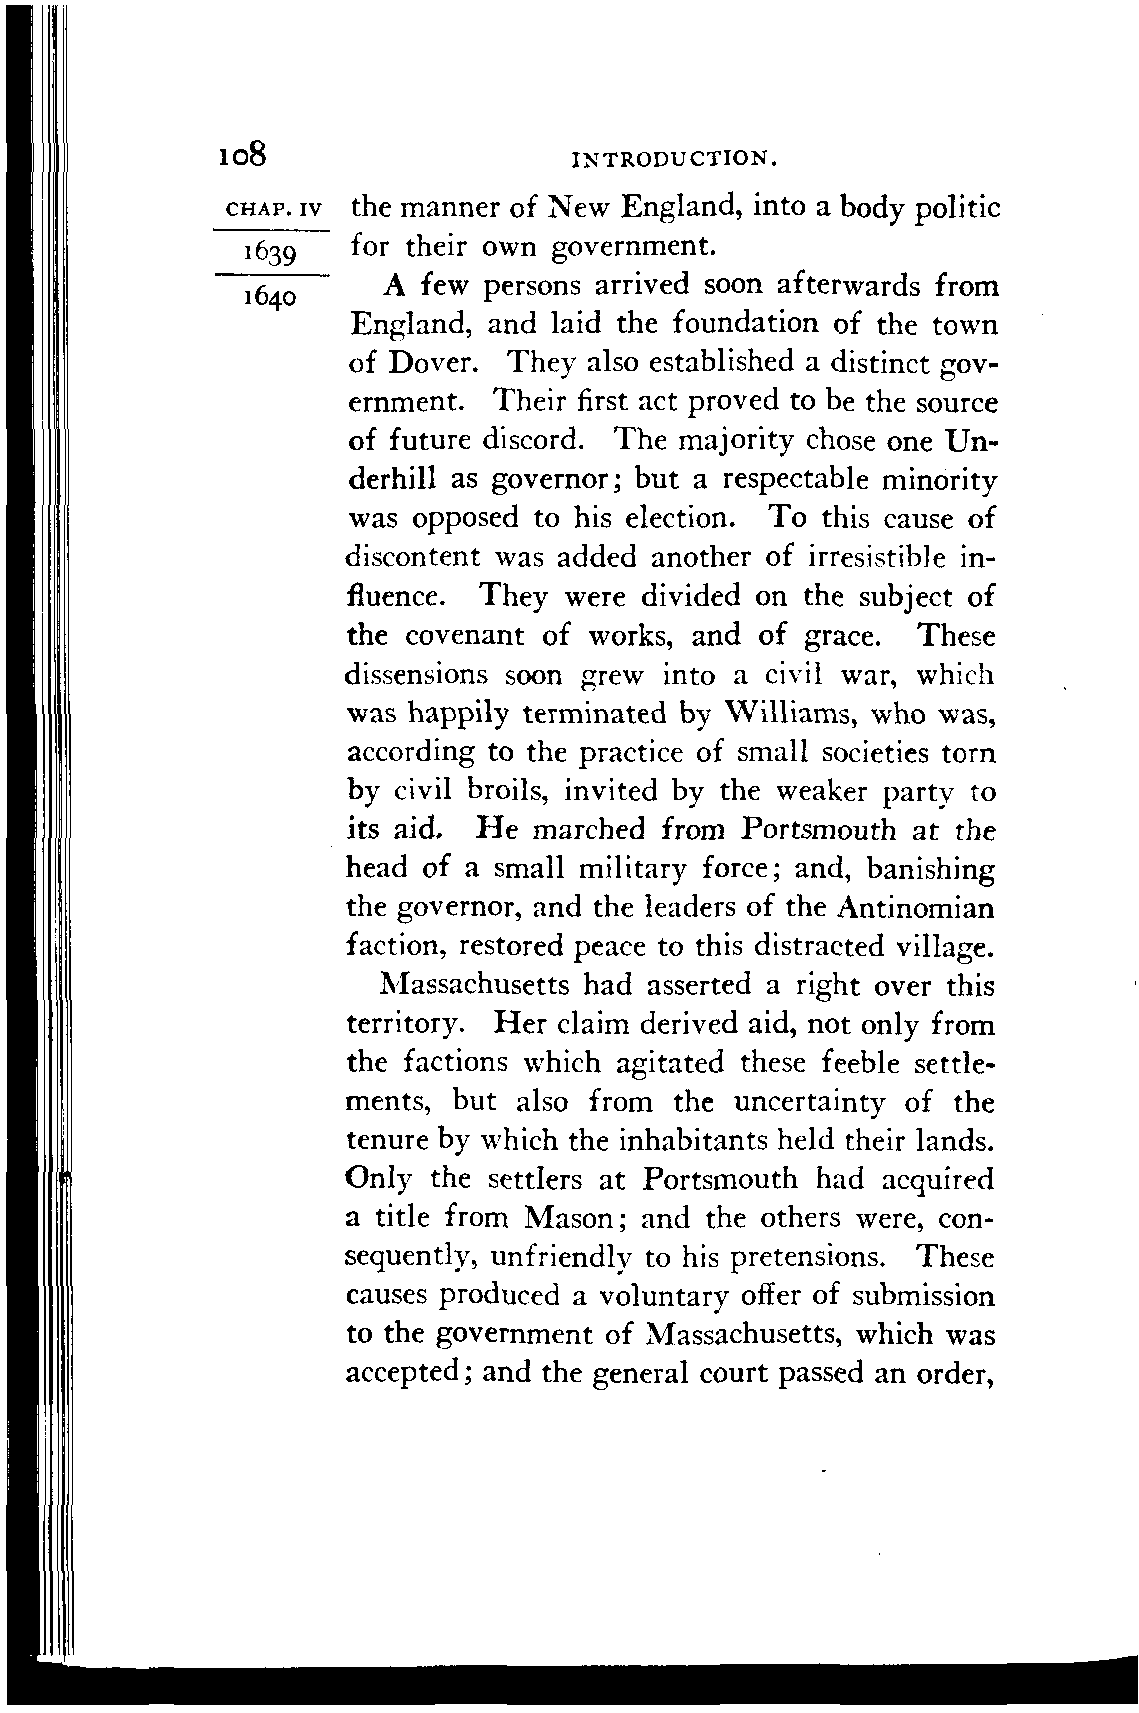 108 INTRODUCTION.
CHAP. IV the manner of New England, into a body politic
1639 for their own government.
1640 A few persons arrived soon afterwards from
England, and laid the foundation of the town
of Dover. They also established a distinct gov-
ernment. Their first act proved to be the source
of future discord. The majority chose one Un-
derhill as governor; but a respectable minority
was opposed to his election. To this cause of
discontent was added another of irresistible in-
fluence. They were divided on the subject of
the covenant of works, and of grace. These
dissensions soon grew into a civil war, which
was happily terminated by Williams, who was,
according to the practice of small societies torn
by civil broils, invited by the weaker party to
its aid. He marched from Portsmouth at the
head of a small military force; and, banishing
the governor, and the leaders of the Antinomian
faction, restored peace to this distracted village.
Massachusetts had asserted a right over this
territory. Her claim derived aid, not only from
the factions which agitated these feeble settle-
ments, but also from the uncertainty of the
tenure by which the inhabitants held their lands.
Only the settlers at Portsmouth had acquired
a title from Mason; and the others were, con-
sequently, unfriendly to his pretensions. These
causes produced a voluntary offer of submission
to the government of Massachusetts, which was
accepted; and the general court passed an order,